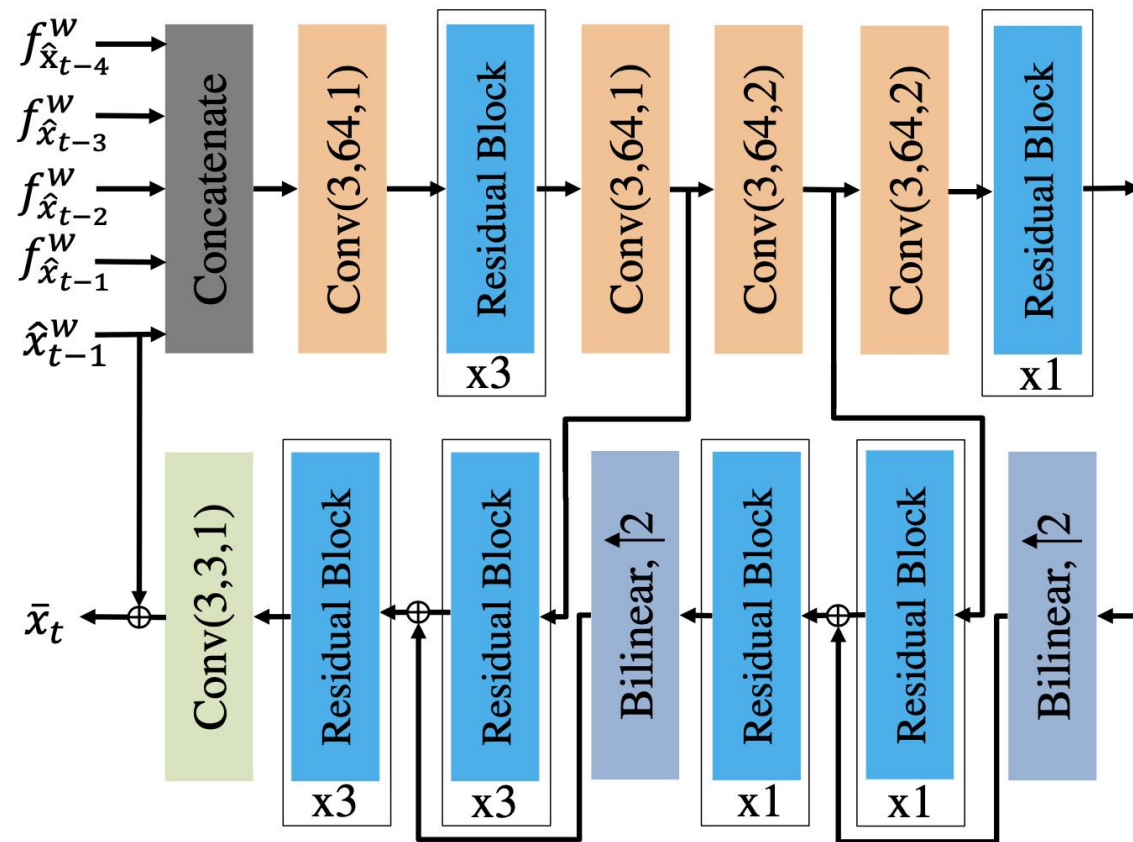 f^w_{x̂_{t-4}}
f^w_{x̂_{t-3}}
f^w_{x̂_{t-2}}
f^w_{x̂_{t-1}}
x̂^w_{t-1}
Concatenate
Conv(3,64,1)
Residual Block
x3
Conv(3,64,1)
Conv(3,64,2)
Conv(3,64,2)
Residual Block
x1
x̄_t
Conv(3,3,1)
Residual Block
x3
Residual Block
x3
Bilinear, ↑2
Residual Block
x1
Residual Block
x1
Bilinear, ↑2